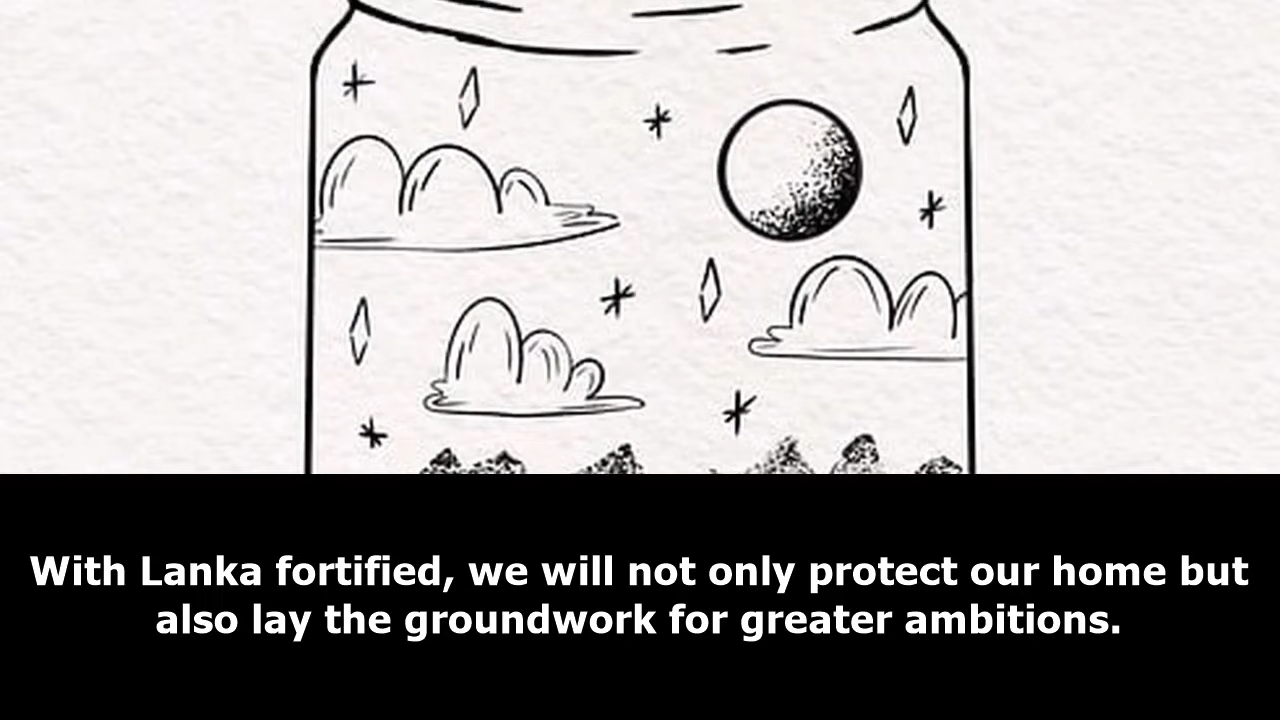 With Lanka fortified, we will not only protect our home but
also lay the groundwork for greater ambitions.